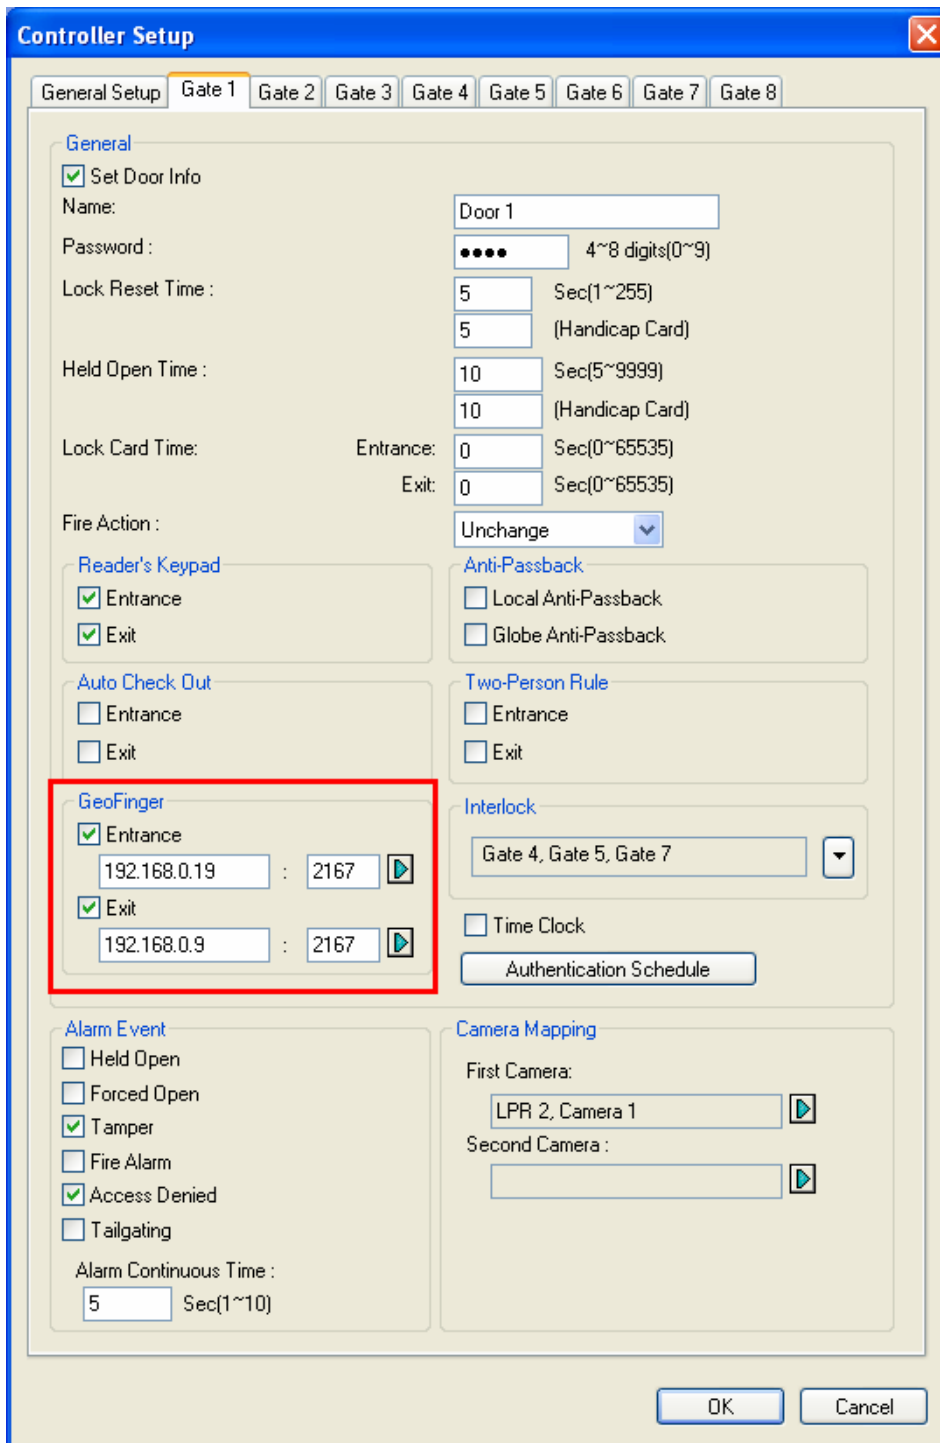 Controller Setup
General Setup Gate 1 Gate 2 Gate 3 Gate 4 Gate 5 Gate 6 Gate 7 Gate 8
General
Set Door Info
Name: Door 1
Password : •••• 4~8 digits(0~9)
Lock Reset Time : 5 Sec(1~255)
5 (Handicap Card)
Held Open Time : 10 Sec(5~9999)
10 (Handicap Card)
Lock Card Time: Entrance: 0 Sec(0~65535)
Exit: 0 Sec(0~65535)
Fire Action : Unchange
Reader's Keypad
Entrance
Exit
Anti-Passback
Local Anti-Passback
Globe Anti-Passback
Auto Check Out
Entrance
Exit
Two-Person Rule
Entrance
Exit
GeoFinger
Entrance
192.168.0.19 : 2167
Exit
192.168.0.9 : 2167
Interlock
Gate 4, Gate 5, Gate 7
Time Clock
Authentication Schedule
Alarm Event
Held Open
Forced Open
Tamper
Fire Alarm
Access Denied
Tailgating
Alarm Continuous Time :
5 Sec(1~10)
Camera Mapping
First Camera:
LPR 2, Camera 1
Second Camera :
OK Cancel